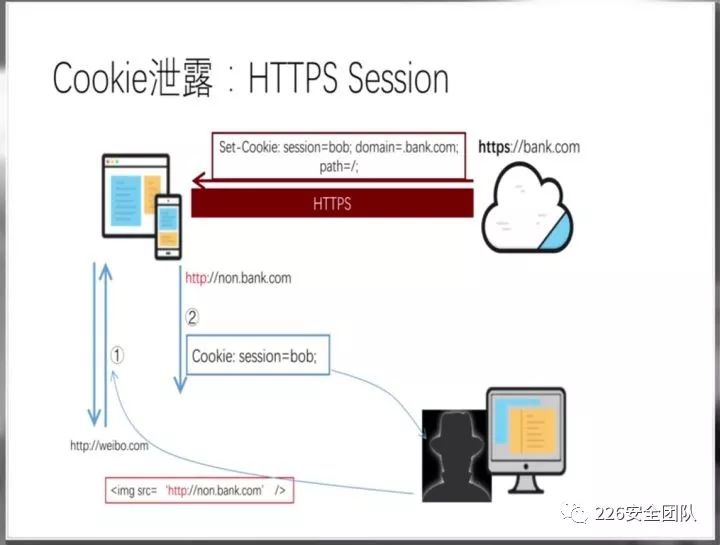 Cookie泄露：HTTPS Session
Set-Cookie: session=bob; domain=.bank.com;
path=/;
https://bank.com
HTTPS
http://non.bank.com
②
①
Cookie: session=bob;
http://weibo.com
<img src= 'http://non.bank.com' />
226安全团队